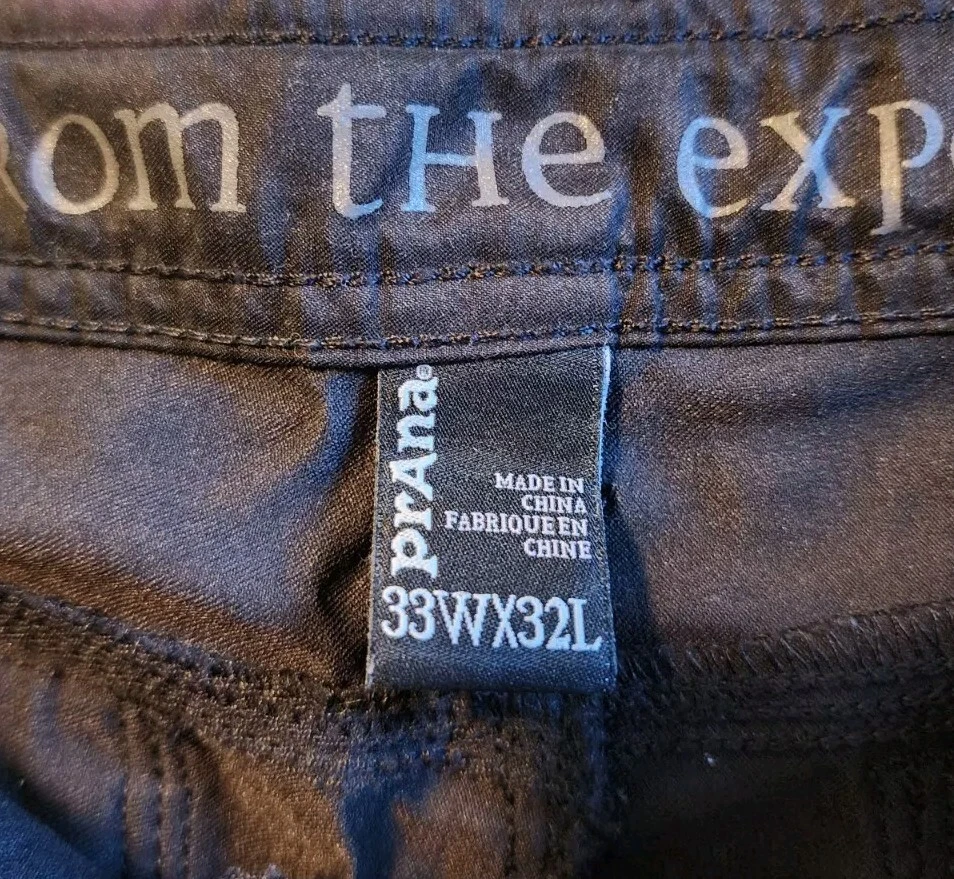 Rom tHe exp
prAna®
MADE IN
CHINA
FABRIQUE EN
CHINE
33WX32L